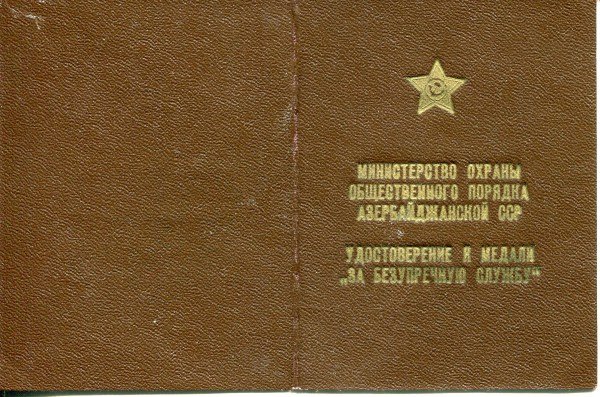 МИНИСТЕРСТВО ОХРАНЫ
ОБЩЕСТВЕННОГО ПОРЯДКА
АЗЕРБАЙДЖАНСКОЙ ССР
УДОСТОВЕРЕНИЕ К МЕДАЛИ
„ЗА БЕЗУПРЕЧНУЮ СЛУЖБУ“